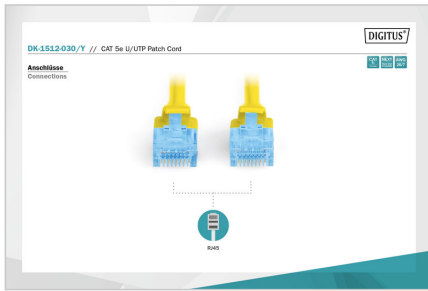 DIGITUS®
DK-1512-030/Y // CAT 5e U/UTP Patch Cord
Anschlüsse
Connections
RJ45